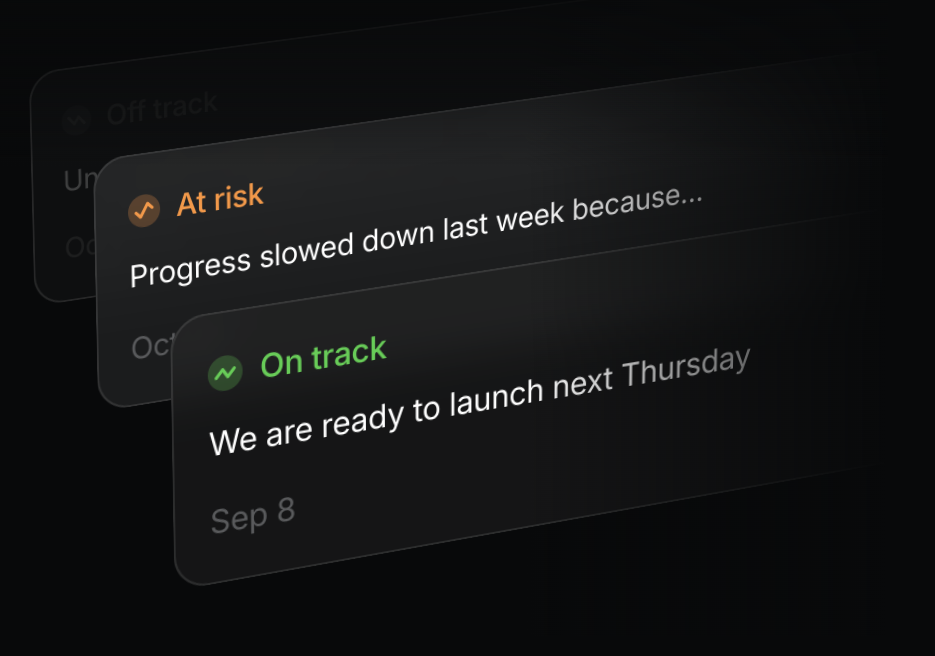 Off track
Un
Oc
At risk
Progress slowed down last week because...
Oct
On track
We are ready to launch next Thursday
Sep 8